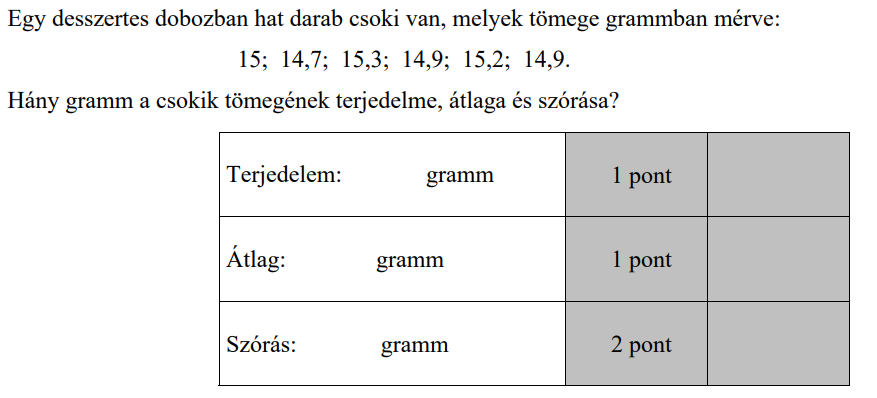 Egy desszertes dobozban hat darab csoki van, melyek tömege grammban mérve:
15; 14,7; 15,3; 14,9; 15,2; 14,9.
Hány gramm a csokik tömegének terjedelme, átlaga és szórása?
Terjedelem: gramm 1 pont
Átlag: gramm 1 pont
Szórás: gramm 2 pont